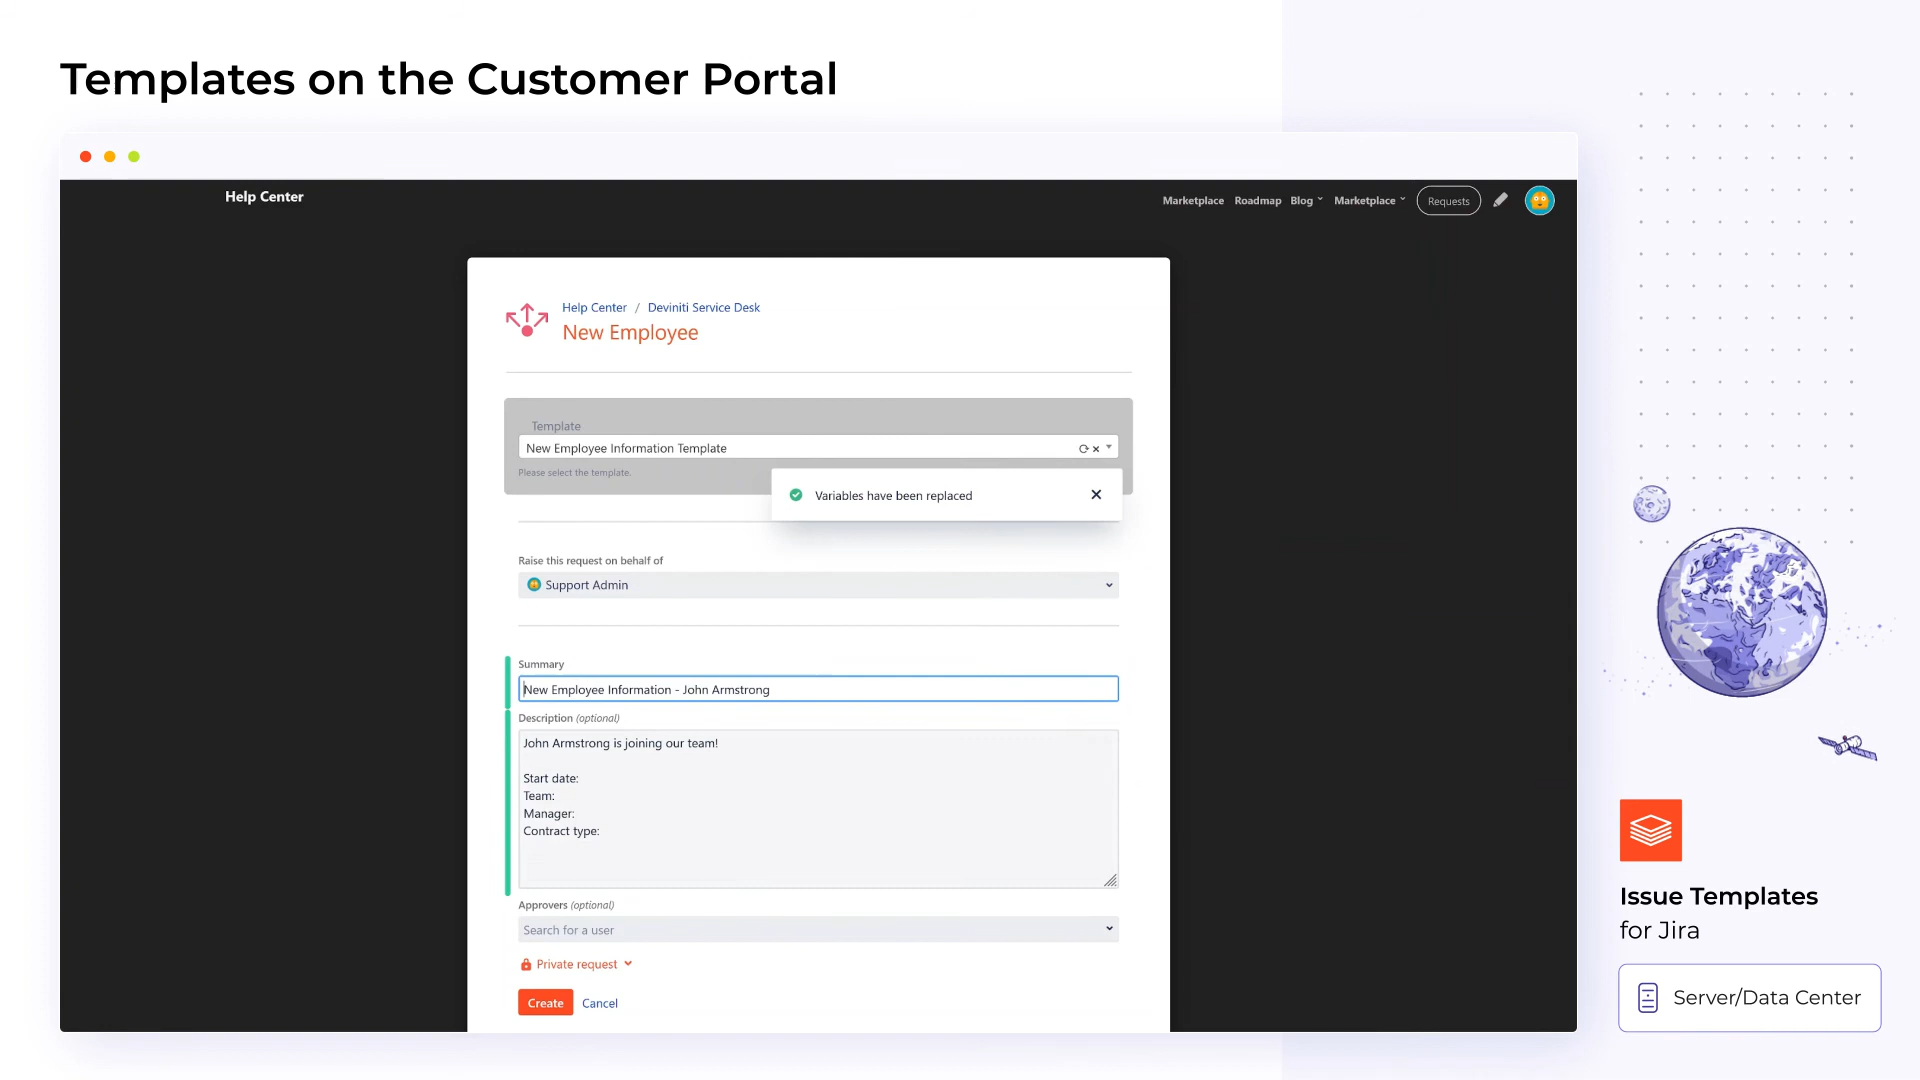 Templates on the Customer Portal
Help Center
Marketplace Roadmap Blog Marketplace Requests
Help Center / Deviniti Service Desk
New Employee
Template
New Employee Information Template
Please select the template.
Variables have been replaced
Raise this request on behalf of
Support Admin
Summary
New Employee Information - John Armstrong
Description (optional)
John Armstrong is joining our team!
Start date:
Team:
Manager:
Contract type:
Approvers (optional)
Search for a user
Private request
Create Cancel
Issue Templates
for Jira
Server/Data Center